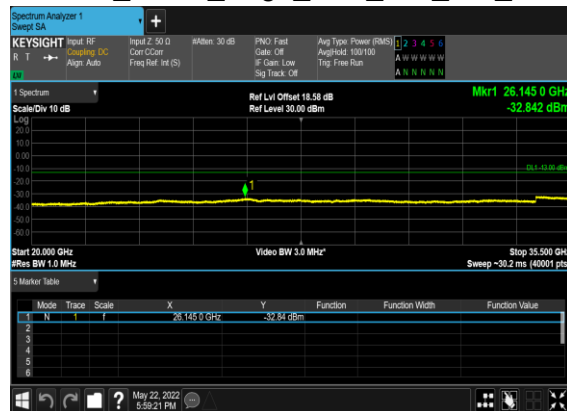 Spectrum Analyzer 1
Swept SA
KEYSIGHT Input: RF Input Z: 50 Ω #Atten: 30 dB PNO: Fast Avg Type: Power (RMS) 1 2 3 4 5 6
R T Coupling: DC Corr CCorr Gate: Off Avg|Hold: 100/100 A W W W W W
Align: Auto Freq Ref: Int (S) IF Gain: Low Trig: Free Run
Sig Track: Off A N N N N N
LXI
1 Spectrum Ref Lvl Offset 18.58 dB Mkr1 26.145 0 GHz
Scale/Div 10 dB Ref Level 30.00 dBm -32.842 dBm
Log
20.0
10.0
0.00
-10.0 DL1 -13.00 dBm
-20.0
1
-30.0
-40.0
-50.0
-60.0
Start 20.000 GHz Video BW 3.0 MHz* Stop 35.500 GHz
#Res BW 1.0 MHz Sweep ~30.2 ms (40001 pts)
5 Marker Table
Mode Trace Scale X Y Function Function Width Function Value
1 N 1 f 26.145 0 GHz -32.84 dBm
2
3
4
5
6
? May 22, 2022
5:59:21 PM